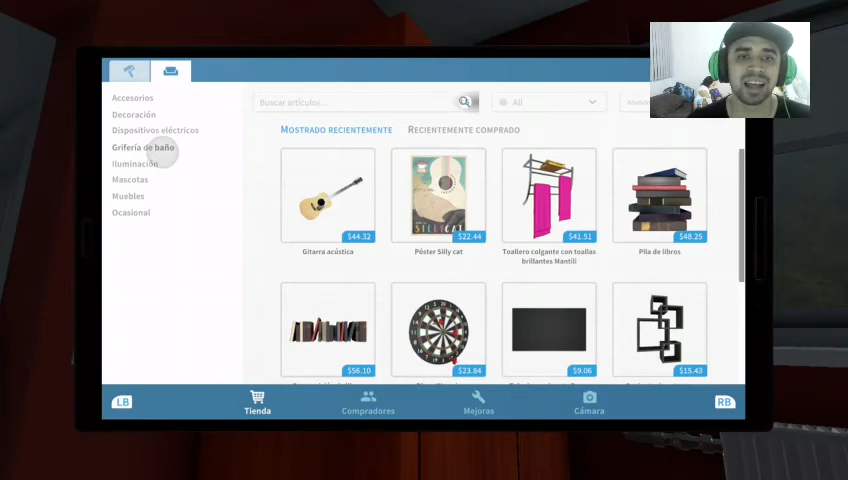 Accesorios
Decoración
Dispositivos eléctricos
Grifería de baño
Iluminación
Mascotas
Muebles
Ocasional
Buscar artículos...
All
MOSTRADO RECIENTEMENTE
RECIENTEMENTE COMPRADO
$44.32
Gitarra acústica
SILLYCAT
$22.44
Póster Silly cat
$41.51
Toallero colgante con toallas
brillantes Mantili
$48.25
Pila de libros
$56.10
$23.84
$9.06
$15.43
LB
Tienda
Compradores
Mejoras
Cámara
RB